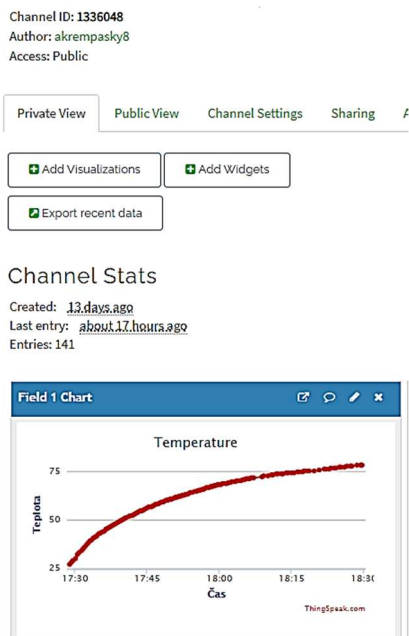 Channel ID: 1336048
Author: akrempasky8
Access: Public
Private View Public View Channel Settings Sharing
Add Visualizations Add Widgets
Export recent data
Channel Stats
Created: 13 days ago
Last entry: about 17 hours ago
Entries: 141
Field 1 Chart
Temperature
75
50
25
Teplota
17:30 17:45 18:00 18:15 18:3
Čas
ThingSpeak.com